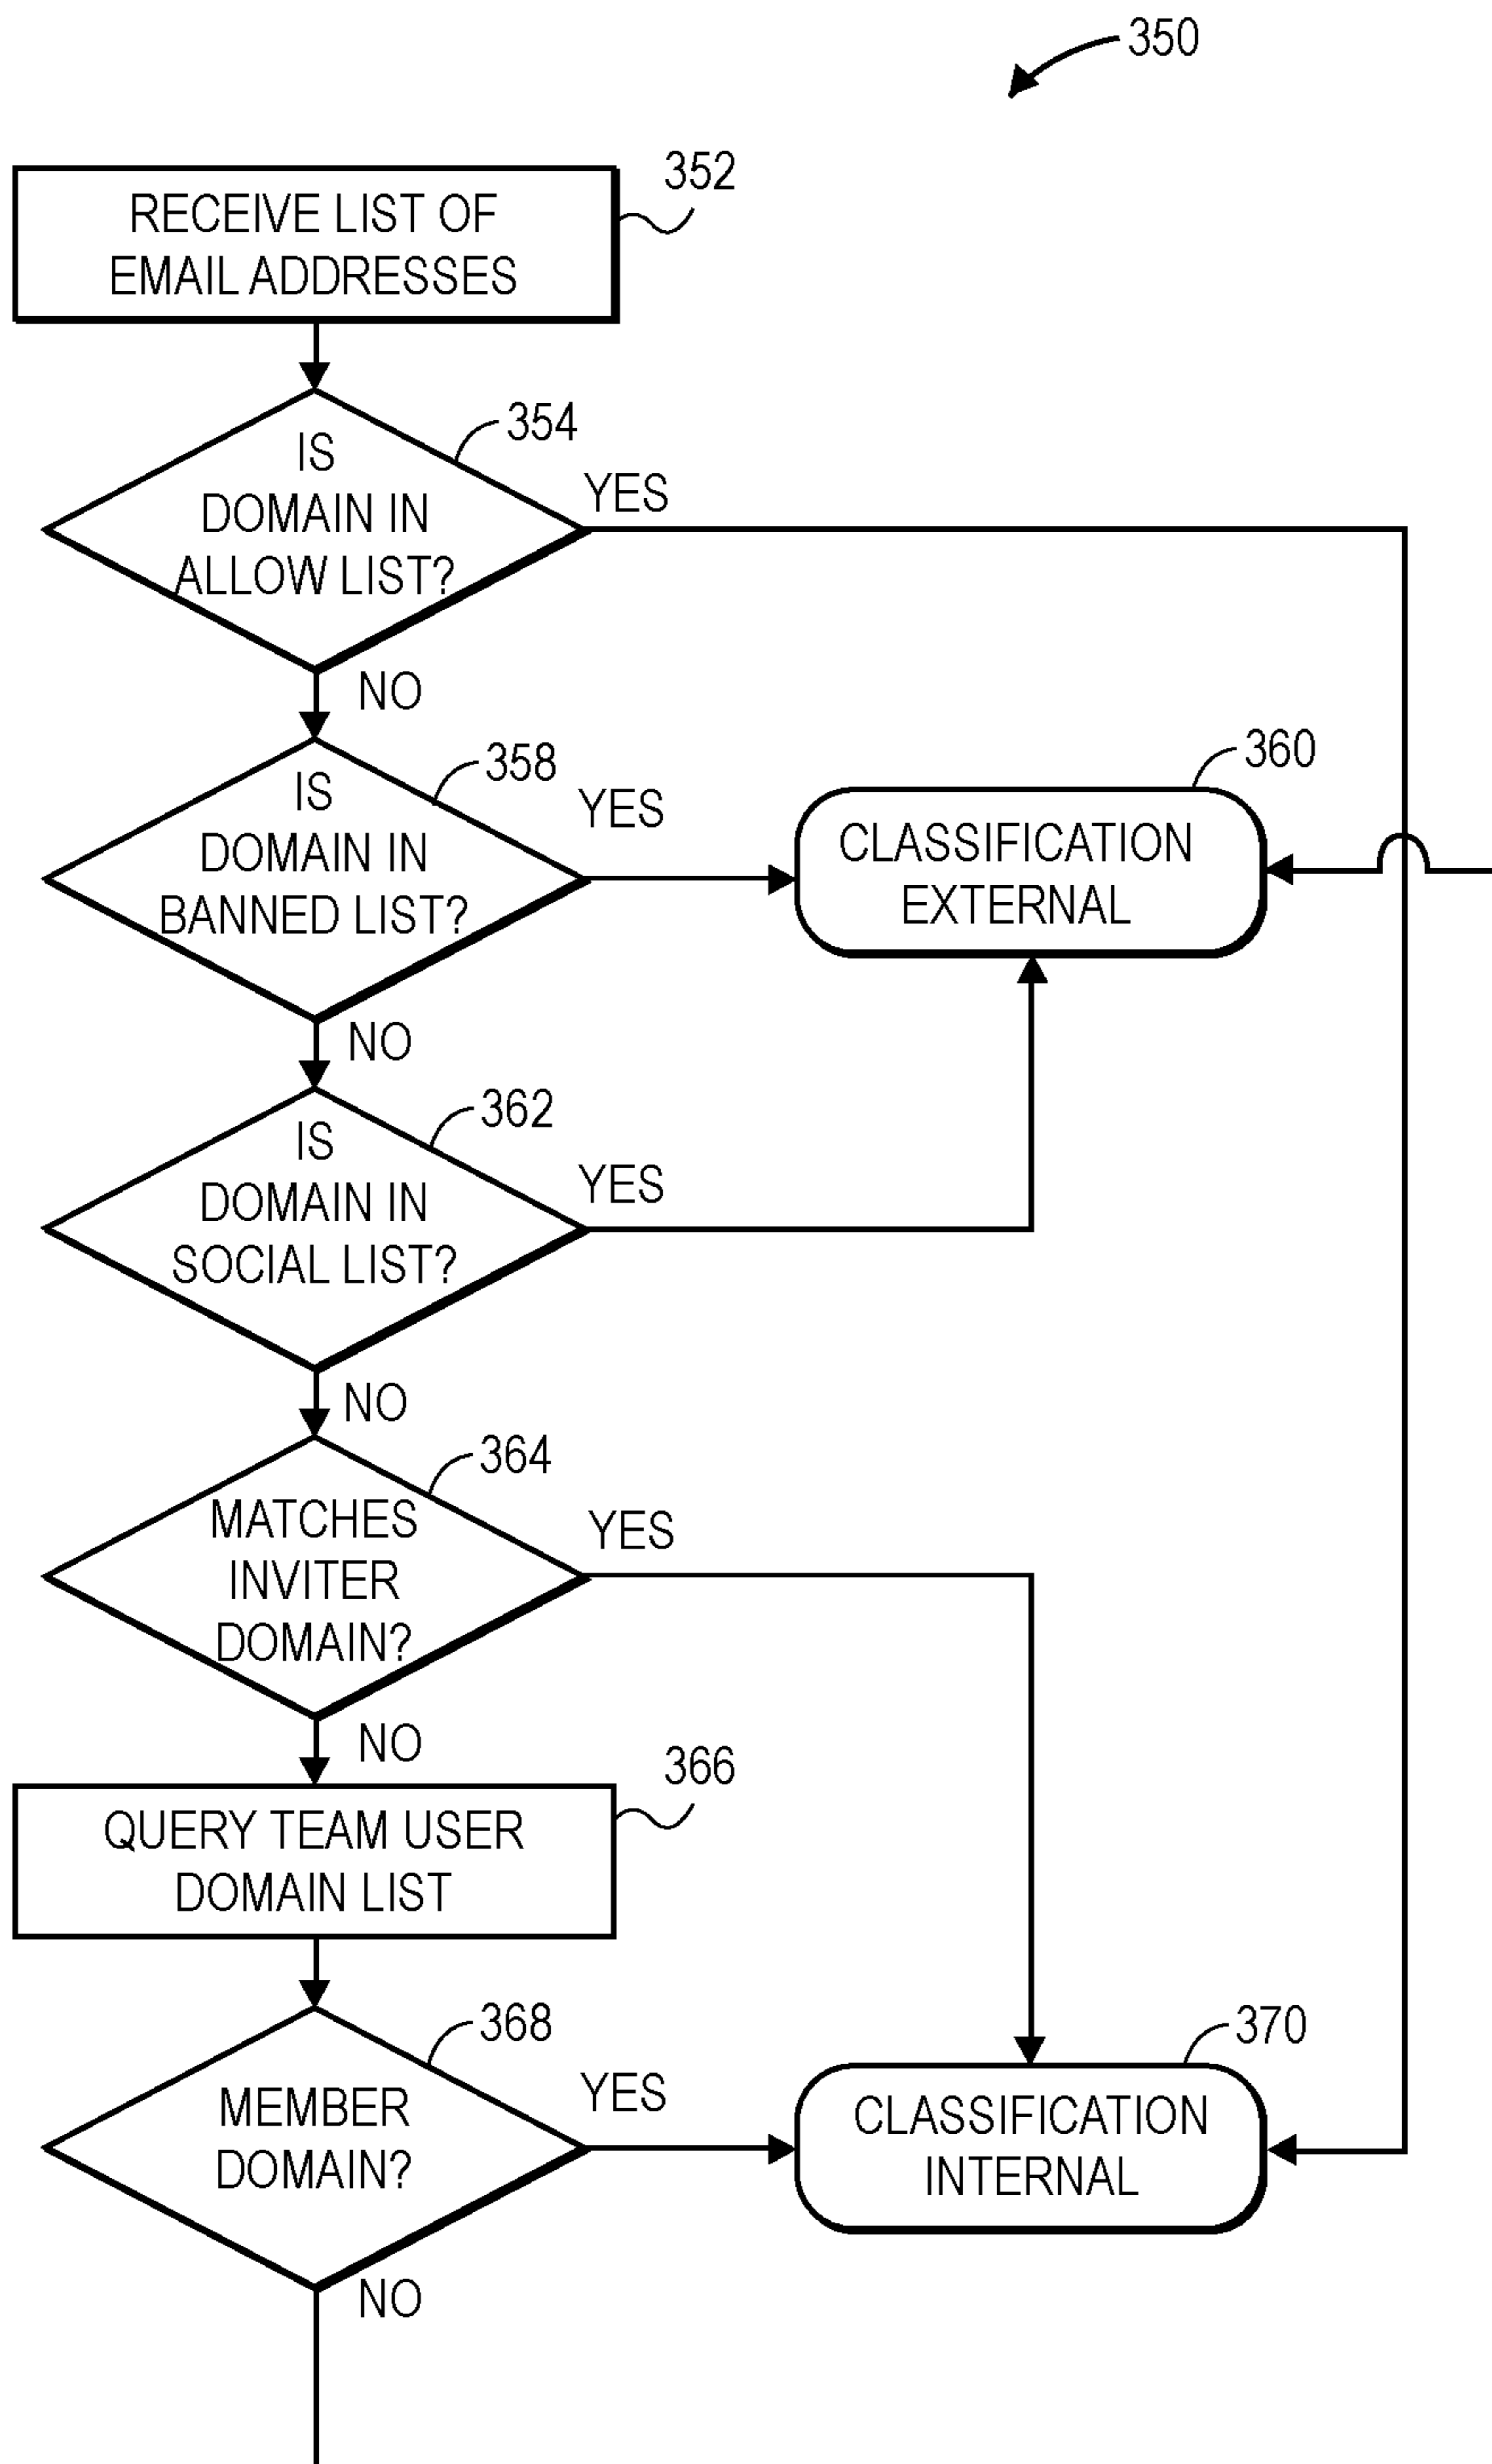 350
352
RECEIVE LIST OF
EMAIL ADDRESSES
354
IS
DOMAIN IN
ALLOW LIST?
YES
NO
358
IS
DOMAIN IN
BANNED LIST?
YES
360
CLASSIFICATION
EXTERNAL
NO
362
IS
DOMAIN IN
SOCIAL LIST?
YES
NO
364
MATCHES
INVITER
DOMAIN?
YES
NO
366
QUERY TEAM USER
DOMAIN LIST
368
MEMBER
DOMAIN?
YES
370
CLASSIFICATION
INTERNAL
NO